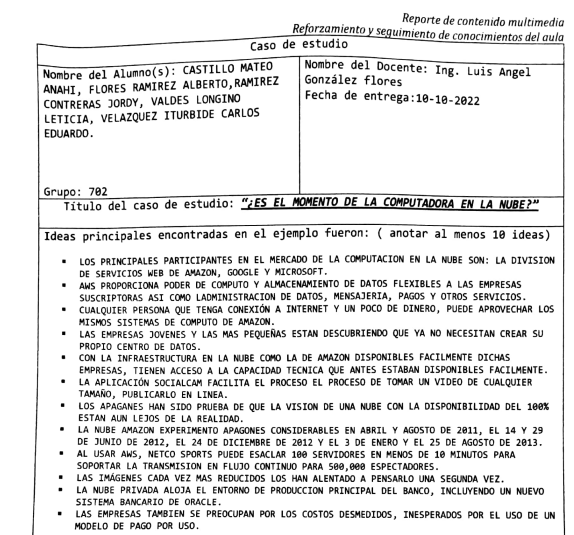 Reporte de contenido multimedia
Reforzamiento y seguimiento de conocimientos del aula
Caso de estudio
Nombre del Alumno(s): CASTILLO MATEO
ANAHI, FLORES RAMIREZ ALBERTO,RAMIREZ
CONTRERAS JORDY, VALDES LONGINO
LETICIA, VELAZQUEZ ITURBIDE CARLOS
EDUARDO.
Grupo: 702
Nombre del Docente: Ing. Luis Angel
González flores
Fecha de entrega:10-10-2022
Título del caso de estudio: "¿ES EL MOMENTO DE LA COMPUTADORA EN LA NUBE?"
Ideas principales encontradas en el ejemplo fueron: ( anotar al menos 10 ideas)
▪ LOS PRINCIPALES PARTICIPANTES EN EL MERCADO DE LA COMPUTACION EN LA NUBE SON: LA DIVISION
DE SERVICIOS WEB DE AMAZON, GOOGLE Y MICROSOFT.
▪ AWS PROPORCIONA PODER DE COMPUTO Y ALMACENAMIENTO DE DATOS FLEXIBLES A LAS EMPRESAS
SUSCRIPTORAS ASI COMO LADMINISTRACION DE DATOS, MENSAJERIA, PAGOS Y OTROS SERVICIOS.
▪ CUALQUIER PERSONA QUE TENGA CONEXIÓN A INTERNET Y UN POCO DE DINERO, PUEDE APROVECHAR LOS
MISMOS SISTEMAS DE COMPUTO DE AMAZON.
▪ LAS EMPRESAS JOVENES Y LAS MAS PEQUEÑAS ESTAN DESCUBRIENDO QUE YA NO NECESITAN CREAR SU
PROPIO CENTRO DE DATOS.
▪ CON LA INFRAESTRUCTURA EN LA NUBE COMO LA DE AMAZON DISPONIBLES FACILMENTE DICHAS
EMPRESAS, TIENEN ACCESO A LA CAPACIDAD TECNICA QUE ANTES ESTABAN DISPONIBLES FACILMENTE.
▪ LA APLICACIÓN SOCIALCAM FACILITA EL PROCESO EL PROCESO DE TOMAR UN VIDEO DE CUALQUIER
TAMAÑO, PUBLICARLO EN LINEA.
▪ LOS APAGANES HAN SIDO PRUEBA DE QUE LA VISION DE UNA NUBE CON LA DISPONIBILIDAD DEL 100%
ESTAN AUN LEJOS DE LA REALIDAD.
▪ LA NUBE AMAZON EXPERIMENTO APAGONES CONSIDERABLES EN ABRIL Y AGOSTO DE 2011, EL 14 Y 29
DE JUNIO DE 2012, EL 24 DE DICIEMBRE DE 2012 Y EL 3 DE ENERO Y EL 25 DE AGOSTO DE 2013.
▪ AL USAR AWS, NETCO SPORTS PUEDE ESACLAR 100 SERVIDORES EN MENOS DE 10 MINUTOS PARA
SOPORTAR LA TRANSMISION EN FLUJO CONTINUO PARA 500,000 ESPECTADORES.
▪ LAS IMÁGENES CADA VEZ MAS REDUCIDOS LOS HAN ALENTADO A PENSARLO UNA SEGUNDA VEZ.
▪ LA NUBE PRIVADA ALOJA EL ENTORNO DE PRODUCCION PRINCIPAL DEL BANCO, INCLUYENDO UN NUEVO
SISTEMA BANCARIO DE ORACLE.
▪ LAS EMPRESAS TAMBIEN SE PREOCUPAN POR LOS COSTOS DESMEDIDOS, INESPERADOS POR EL USO DE UN
MODELO DE PAGO POR USO.